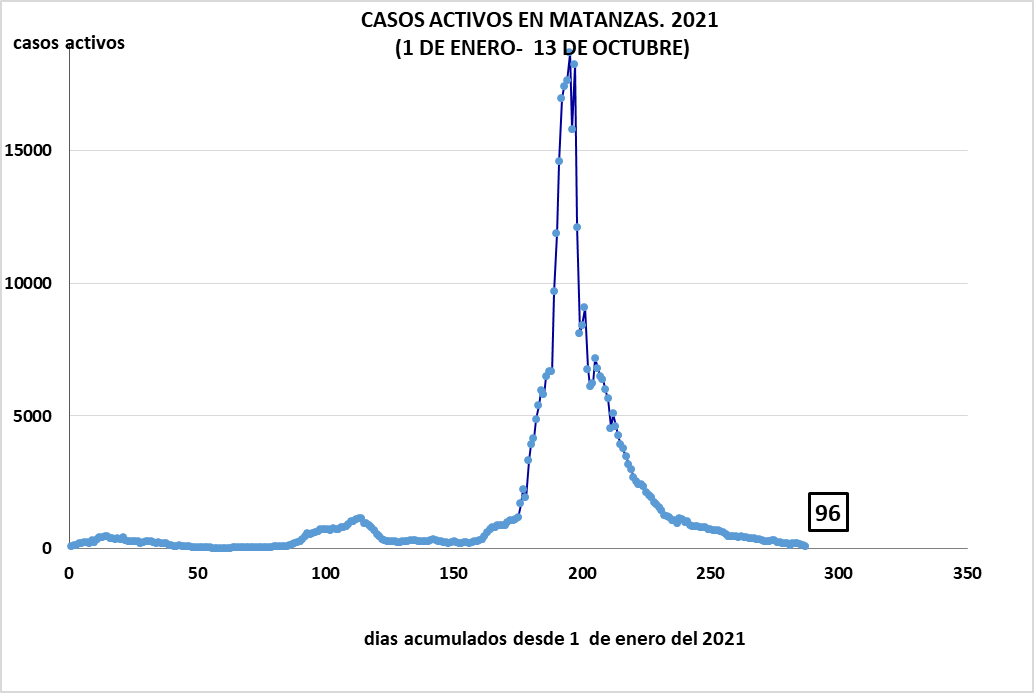 CASOS ACTIVOS EN MATANZAS. 2021
(1 DE ENERO- 13 DE OCTUBRE)
casos activos
15000
10000
5000
96
0
0 50 100 150 200 250 300 350
dias acumulados desde 1 de enero del 2021